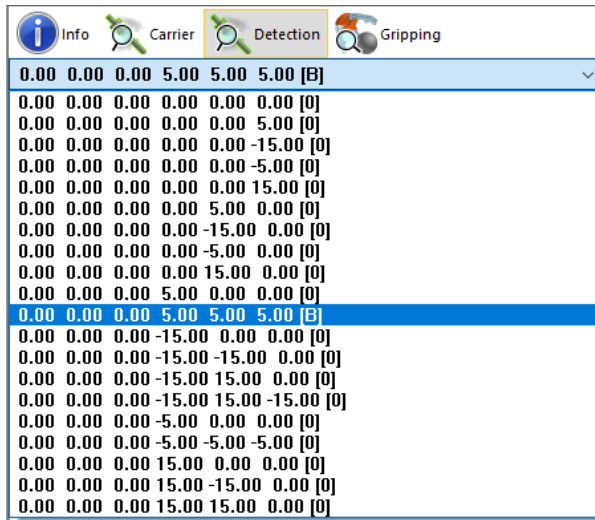 Info Carrier Detection Gripping
0.00 0.00 0.00 5.00 5.00 5.00 [B]
0.00 0.00 0.00 0.00 0.00 0.00 [0]
0.00 0.00 0.00 0.00 0.00 5.00 [0]
0.00 0.00 0.00 0.00 0.00 -15.00 [0]
0.00 0.00 0.00 0.00 0.00 -5.00 [0]
0.00 0.00 0.00 0.00 0.00 15.00 [0]
0.00 0.00 0.00 0.00 5.00 0.00 [0]
0.00 0.00 0.00 0.00 -15.00 0.00 [0]
0.00 0.00 0.00 0.00 -5.00 0.00 [0]
0.00 0.00 0.00 0.00 15.00 0.00 [0]
0.00 0.00 0.00 5.00 0.00 0.00 [0]
0.00 0.00 0.00 5.00 5.00 5.00 [B]
0.00 0.00 0.00 -15.00 0.00 0.00 [0]
0.00 0.00 0.00 -15.00 -15.00 0.00 [0]
0.00 0.00 0.00 -15.00 15.00 0.00 [0]
0.00 0.00 0.00 -15.00 15.00 -15.00 [0]
0.00 0.00 0.00 -5.00 0.00 0.00 [0]
0.00 0.00 0.00 -5.00 -5.00 -5.00 [0]
0.00 0.00 0.00 15.00 0.00 0.00 [0]
0.00 0.00 0.00 15.00 -15.00 0.00 [0]
0.00 0.00 0.00 15.00 15.00 0.00 [0]